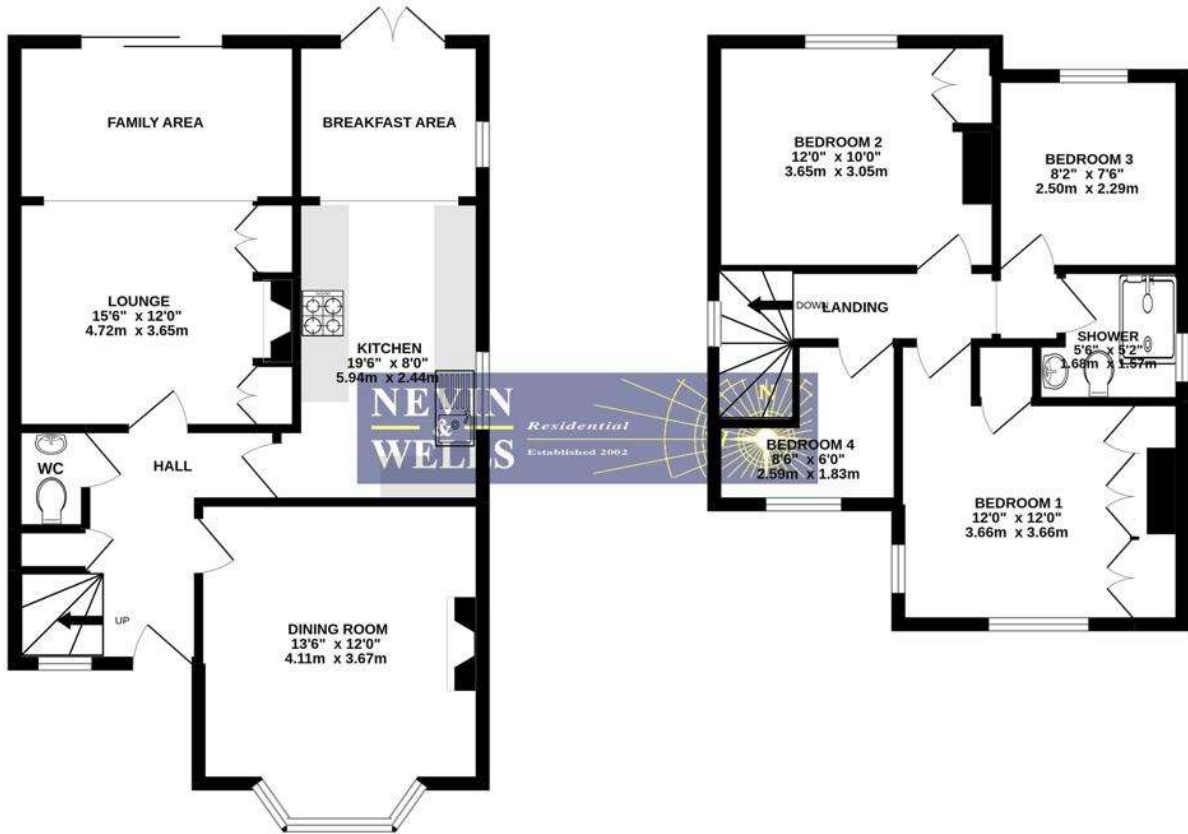 FAMILY AREA
BREAKFAST AREA
LOUNGE
15'6" x 12'0"
4.72m x 3.65m
KITCHEN
19'6" x 8'0"
5.94m x 2.44m
WC
HALL
UP
DINING ROOM
13'6" x 12'0"
4.11m x 3.67m
NEVIN
&
WELLS
Residential
Established 2002
N
BEDROOM 2
12'0" x 10'0"
3.65m x 3.05m
BEDROOM 3
8'2" x 7'6"
2.50m x 2.29m
DOWN
LANDING
SHOWER
5'6" x 5'2"
1.68m x 1.57m
BEDROOM 4
8'6" x 6'0"
2.59m x 1.83m
BEDROOM 1
12'0" x 12'0"
3.66m x 3.66m